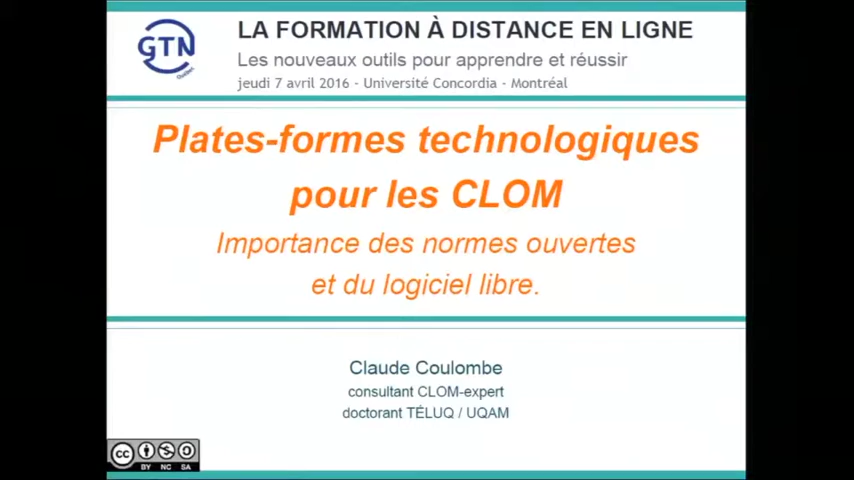 GTN
Québec
LA FORMATION À DISTANCE EN LIGNE
Les nouveaux outils pour apprendre et réussir
jeudi 7 avril 2016 - Université Concordia - Montréal
Plates-formes technologiques
pour les CLOM
Importance des normes ouvertes
et du logiciel libre.
Claude Coulombe
consultant CLOM-expert
doctorant TÉLUQ / UQAM
cc
BY NC SA